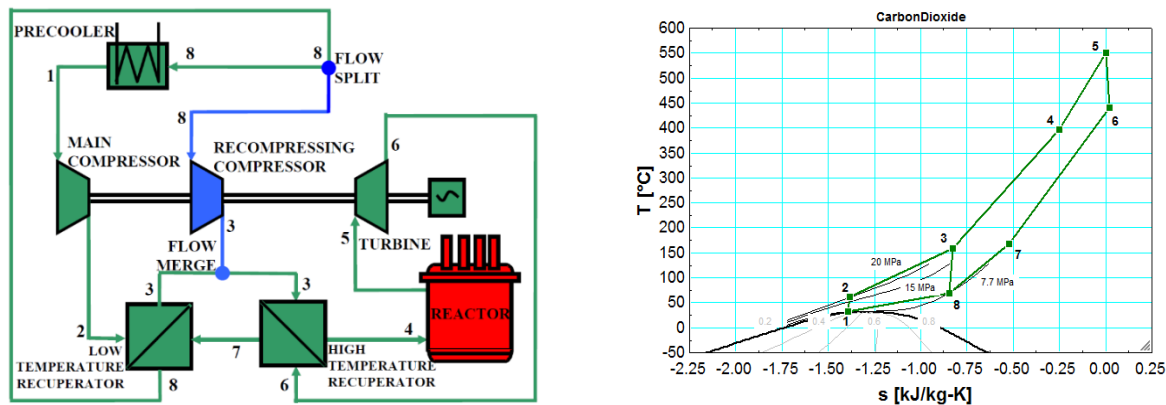 PRECOOLER
8
8
FLOW
SPLIT
1
8
MAIN
COMPRESSOR
RECOMPRESSING
COMPRESSOR
6
3
5
TURBINE
FLOW
MERGE
3
3
REACTOR
2
7
4
LOW
TEMPERATURE
RECUPERATOR
8
6
HIGH
TEMPERATURE
RECUPERATOR
CarbonDioxide
600
550
500
450
400
350
300
250
200
150
100
50
0
-50
T [°C]
5
6
4
3
7
20 MPa
2
15 MPa
7.7 MPa
8
1
0.2
0.4
0.6
0.8
-2.25
-2.00
-1.75
-1.50
-1.25
-1.00
-0.75
-0.50
-0.25
0.00
0.25
s [kJ/kg-K]